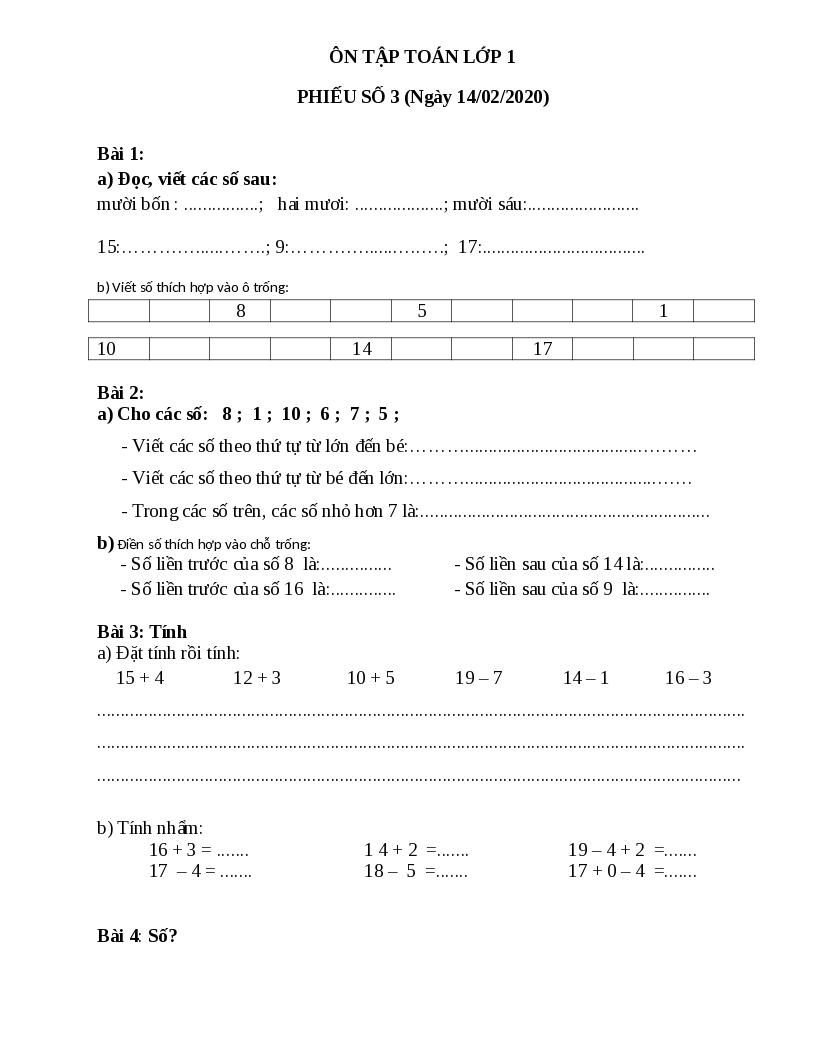 ÔN TẬP TOÁN LỚP 1
PHIẾU SỐ 3 (Ngày 14/02/2020)
Bài 1:
a) Đọc, viết các số sau:
mười bốn : ................; hai mươi: ...................; mười sáu:........................
15:…………......…….; 9:…………......…...….; 17:...................................
b) Viết số thích hợp vào ô trống:
8 5 1
10 14 17
Bài 2:
a) Cho các số: 8 ; 1 ; 10 ; 6 ; 7 ; 5 ;
- Viết các số theo thứ tự từ lớn đến bé:………......................................………
- Viết các số theo thứ tự từ bé đến lớn:………........................................……
- Trong các số trên, các số nhỏ hơn 7 là:............................................................
b) Điền số thích hợp vào chỗ trống:
- Số liền trước của số 8 là:............... - Số liền sau của số 14 là:...............
- Số liền trước của số 16 là:.............. - Số liền sau của số 9 là:...............
Bài 3: Tính
a) Đặt tính rồi tính:
15 + 4 12 + 3 10 + 5 19 – 7 14 – 1 16 – 3
...........................................................................................................................................
...........................................................................................................................................
..........................................................................................................................................
b) Tính nhẩm:
16 + 3 = ....... 1 4 + 2 =....... 19 – 4 + 2 =.......
17 – 4 = ....... 18 – 5 =....... 17 + 0 – 4 =.......
Bài 4: Số?